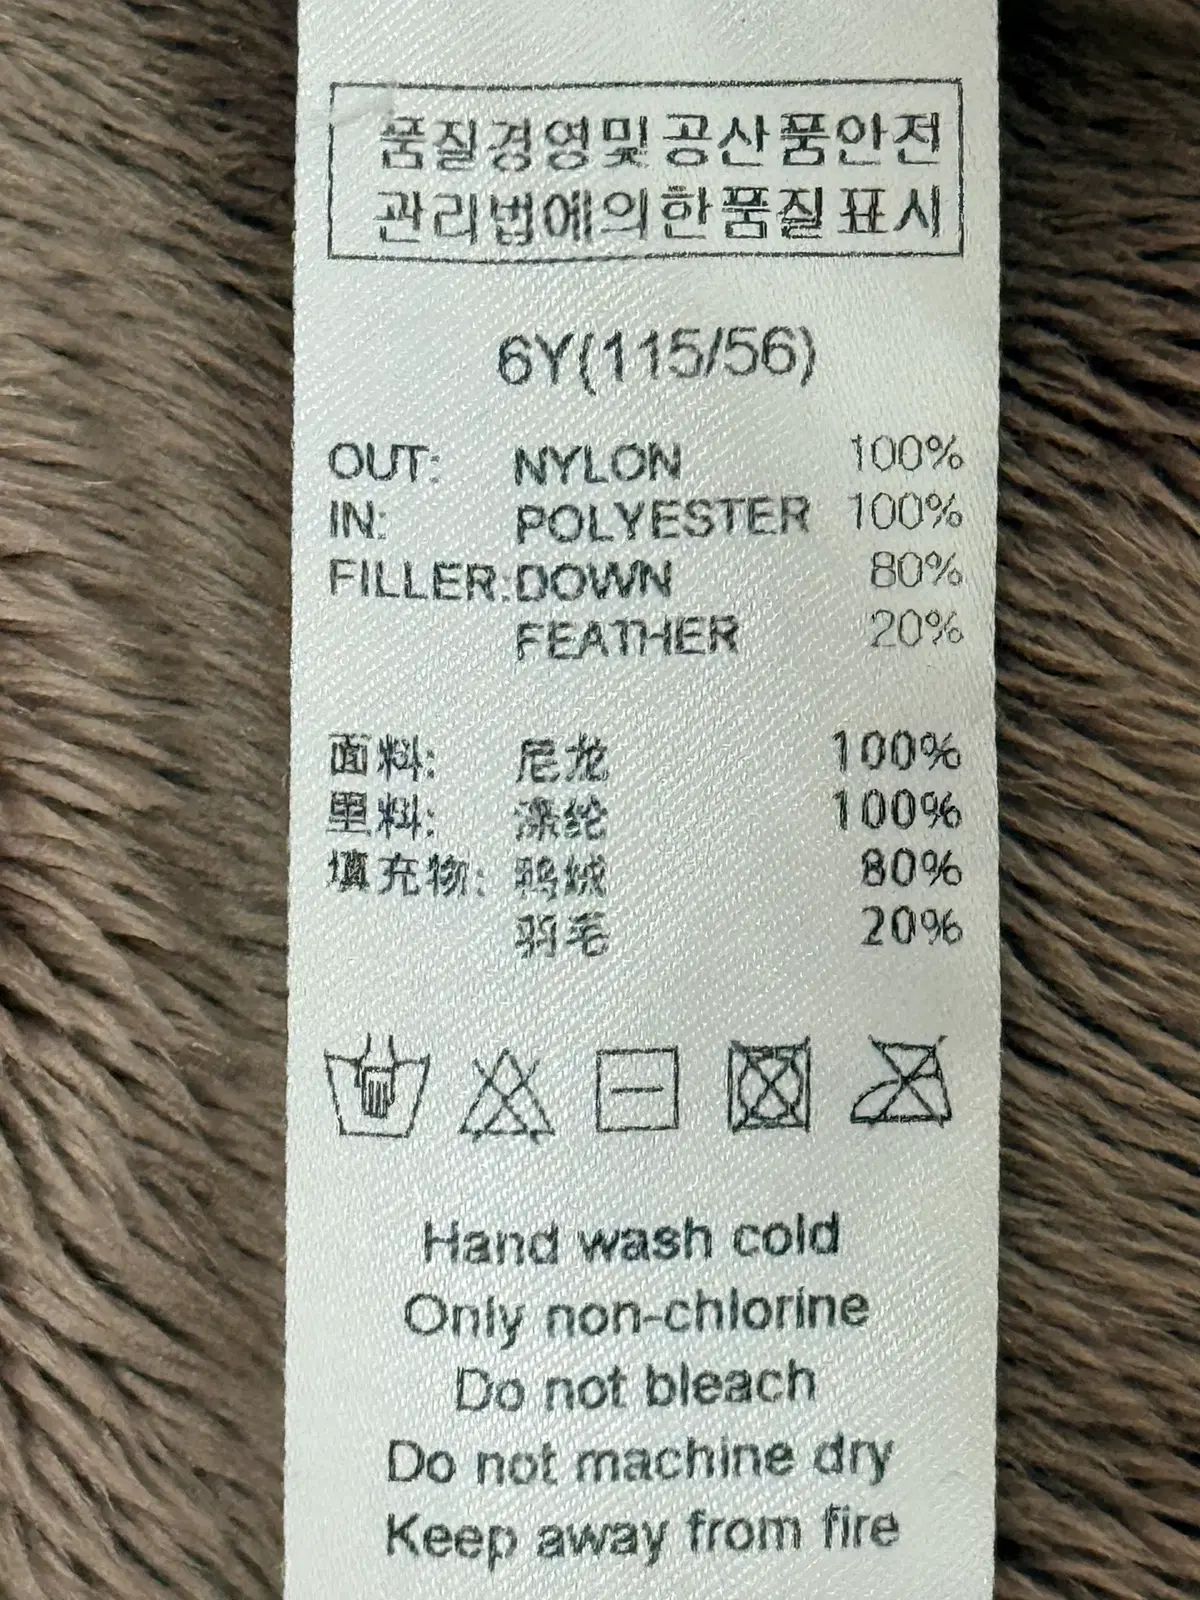 품질경영및공산품안전
관리법에의한품질표시
6Y(115/56)
OUT: NYLON 100%
IN: POLYESTER 100%
FILLER:DOWN 80%
FEATHER 20%
面料: 尼龙 100%
里料: 涤纶 100%
填充物: 鸭绒 80%
羽毛 20%
Hand wash cold
Only non-chlorine
Do not bleach
Do not machine dry
Keep away from fire